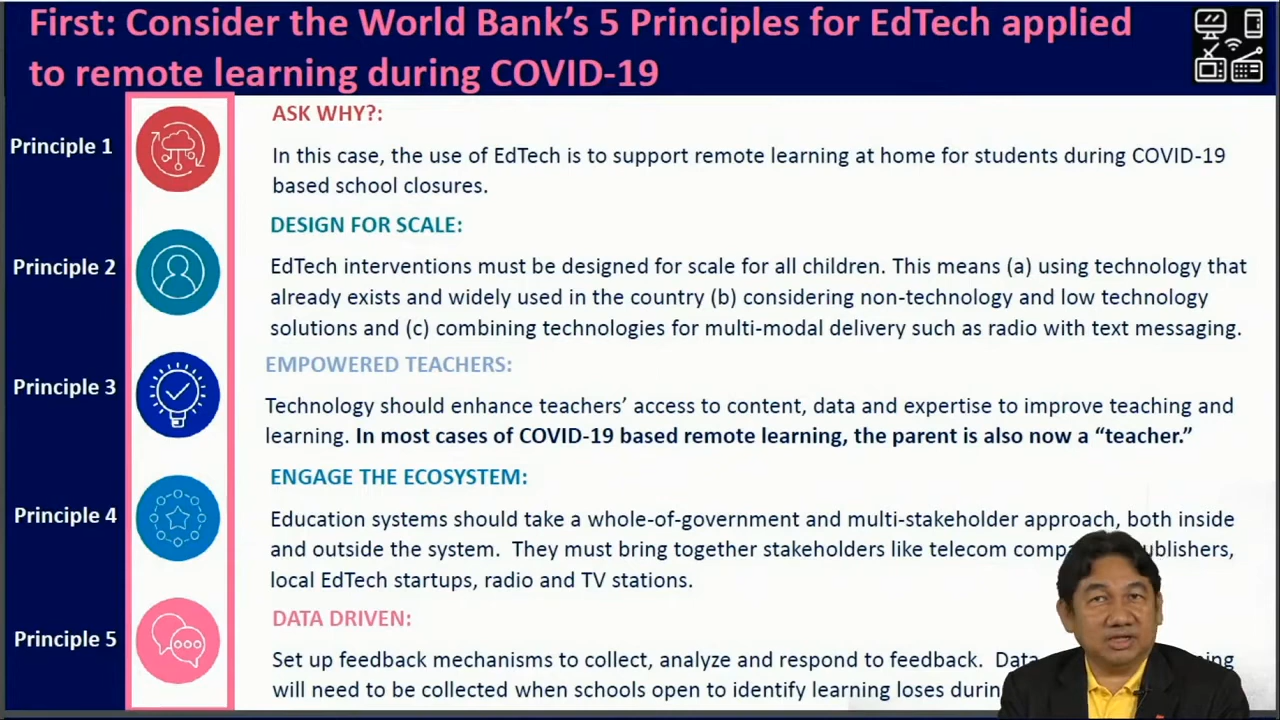 First: Consider the World Bank’s 5 Principles for EdTech applied
to remote learning during COVID-19
Principle 1
ASK WHY?:
In this case, the use of EdTech is to support remote learning at home for students during COVID-19
based school closures.
Principle 2
DESIGN FOR SCALE:
EdTech interventions must be designed for scale for all children. This means (a) using technology that
already exists and widely used in the country (b) considering non-technology and low technology
solutions and (c) combining technologies for multi-modal delivery such as radio with text messaging.
Principle 3
EMPOWERED TEACHERS:
Technology should enhance teachers’ access to content, data and expertise to improve teaching and
learning. In most cases of COVID-19 based remote learning, the parent is also now a “teacher.”
Principle 4
ENGAGE THE ECOSYSTEM:
Education systems should take a whole-of-government and multi-stakeholder approach, both inside
and outside the system. They must bring together stakeholders like telecom
local EdTech startups, radio and TV stations.
Principle 5
DATA DRIVEN:
Set up feedback mechanisms to collect, analyze and respond to feedback. Data
will need to be collected when schools open to identify learning loses